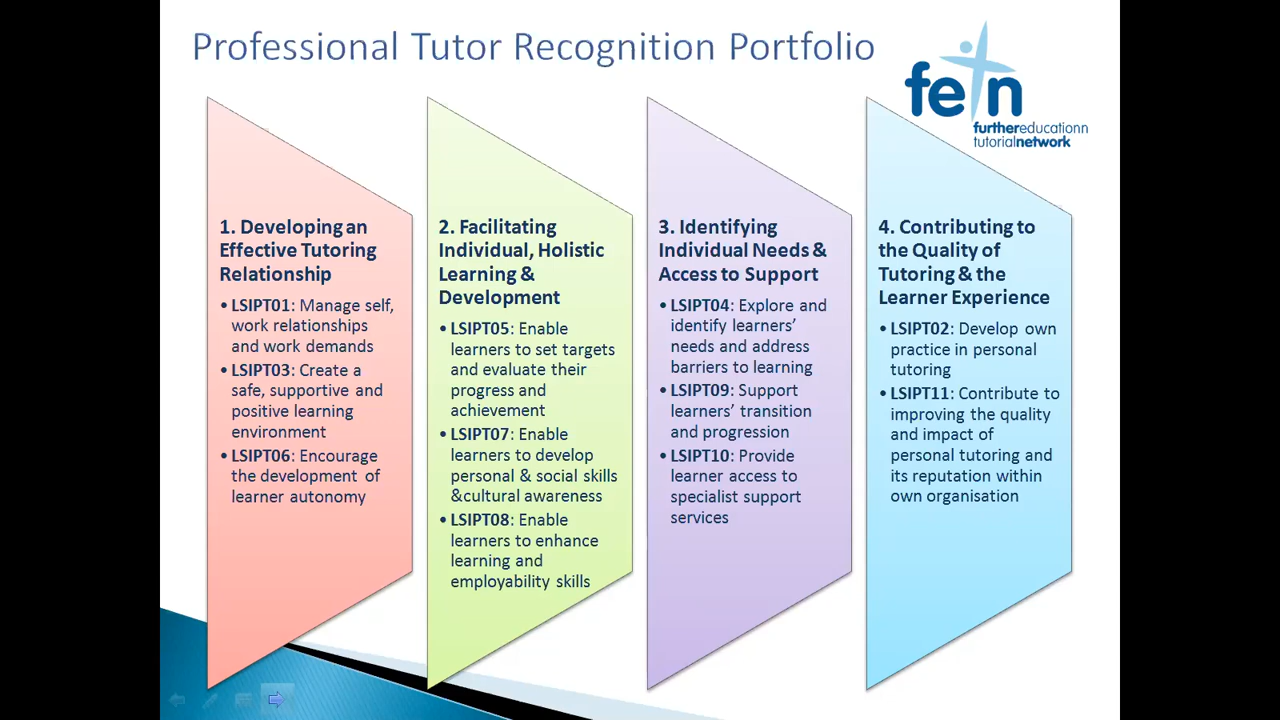 Professional Tutor Recognition Portfolio
fetn
furthereducationn
tutorialnetwork
1. Developing an
Effective Tutoring
Relationship
• LSIPT01: Manage self,
work relationships
and work demands
• LSIPT03: Create a
safe, supportive and
positive learning
environment
• LSIPT06: Encourage
the development of
learner autonomy
2. Facilitating
Individual, Holistic
Learning &
Development
• LSIPT05: Enable
learners to set targets
and evaluate their
progress and
achievement
• LSIPT07: Enable
learners to develop
personal & social skills
&cultural awareness
• LSIPT08: Enable
learners to enhance
learning and
employability skills
3. Identifying
Individual Needs &
Access to Support
• LSIPT04: Explore and
identify learners’
needs and address
barriers to learning
• LSIPT09: Support
learners’ transition
and progression
• LSIPT10: Provide
learner access to
specialist support
services
4. Contributing to
the Quality of
Tutoring & the
Learner Experience
• LSIPT02: Develop own
practice in personal
tutoring
• LSIPT11: Contribute to
improving the quality
and impact of
personal tutoring and
its reputation within
own organisation